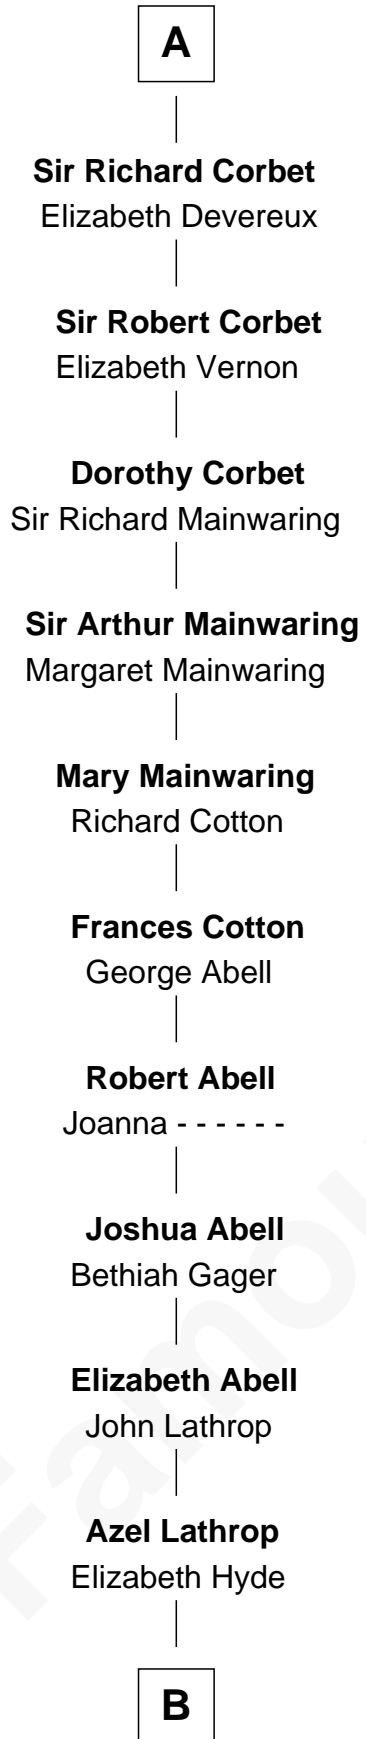 A
Sir Richard Corbet
Elizabeth Devereux
Sir Robert Corbet
Elizabeth Vernon
Dorothy Corbet
Sir Richard Mainwaring
Sir Arthur Mainwaring
Margaret Mainwaring
Mary Mainwaring
Richard Cotton
Frances Cotton
George Abell
Robert Abell
Joanna - - - - - -
Joshua Abell
Bethiah Gager
Elizabeth Abell
John Lathrop
Azel Lathrop
Elizabeth Hyde
B